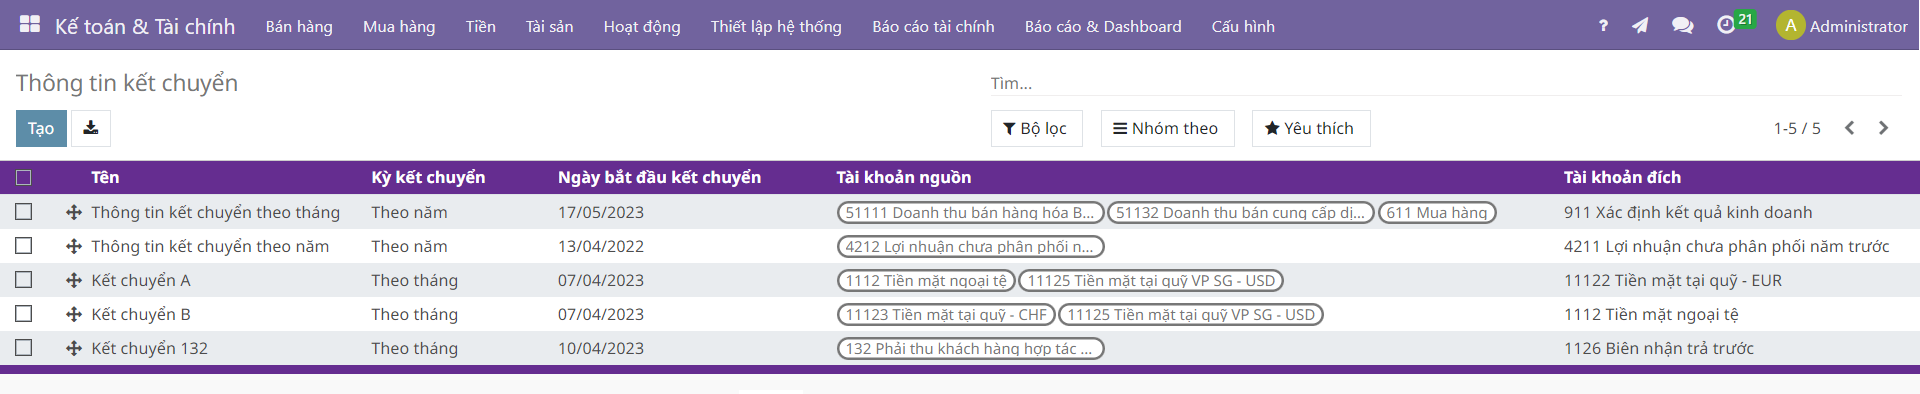 Kế toán & Tài chính Bán hàng Mua hàng Tiền Tài sản Hoạt động Thiết lập hệ thống Báo cáo tài chính Báo cáo & Dashboard Cấu hình ? 21 A Administrator
Thông tin kết chuyển Tìm...
Tạo Bộ lọc Nhóm theo Yêu thích 1-5 / 5
Tên Kỳ kết chuyển Ngày bắt đầu kết chuyển Tài khoản nguồn Tài khoản đích
Thông tin kết chuyển theo tháng Theo năm 17/05/2023 51111 Doanh thu bán hàng hóa B... 51132 Doanh thu bán cung cấp dị... 611 Mua hàng 911 Xác định kết quả kinh doanh
Thông tin kết chuyển theo năm Theo năm 13/04/2022 4212 Lợi nhuận chưa phân phối n... 4211 Lợi nhuận chưa phân phối năm trước
Kết chuyển A Theo tháng 07/04/2023 1112 Tiền mặt ngoại tệ 11125 Tiền mặt tại quỹ VP SG - USD 11122 Tiền mặt tại quỹ - EUR
Kết chuyển B Theo tháng 07/04/2023 11123 Tiền mặt tại quỹ - CHF 11125 Tiền mặt tại quỹ VP SG - USD 1112 Tiền mặt ngoại tệ
Kết chuyển 132 Theo tháng 10/04/2023 132 Phải thu khách hàng hợp tác ... 1126 Biên nhận trả trước